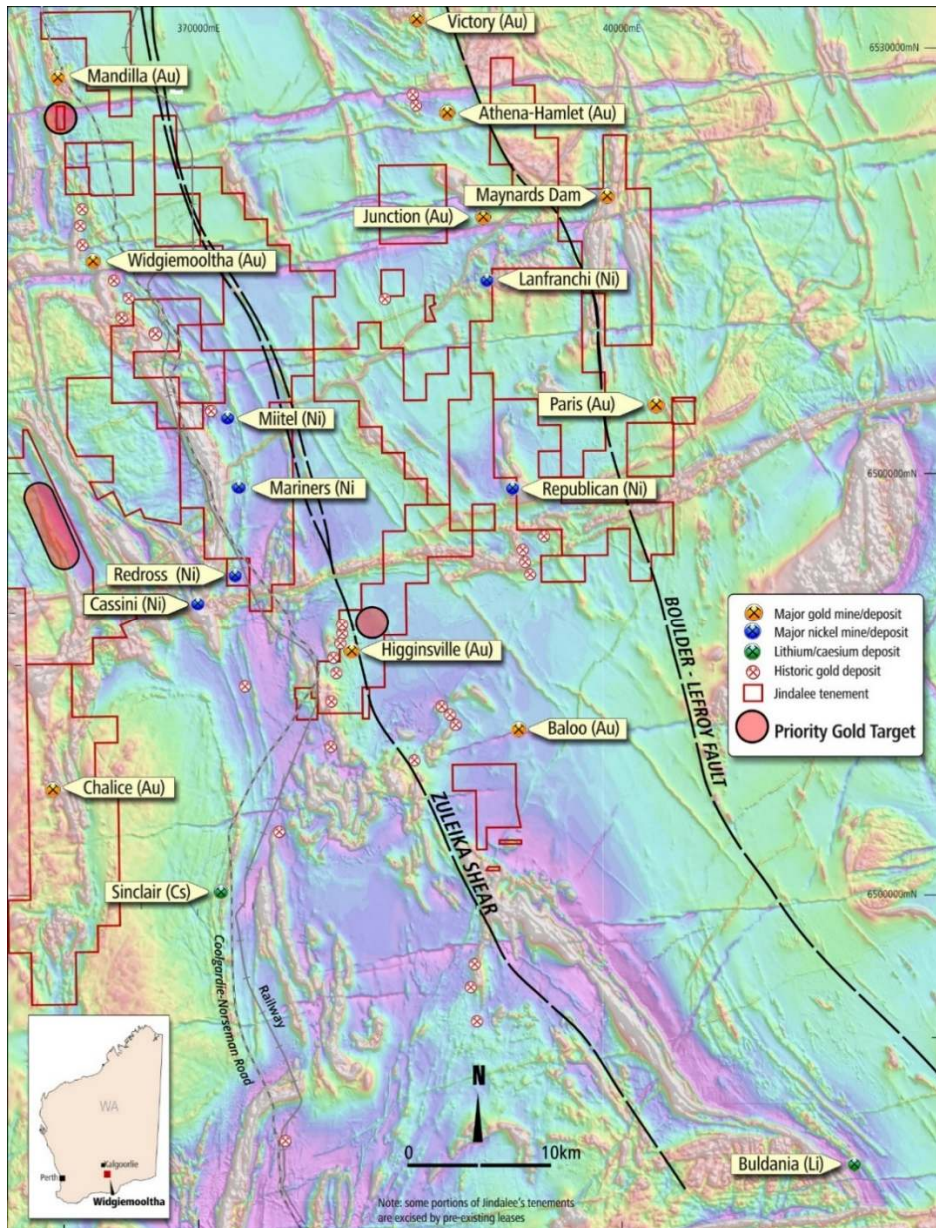 370000mE
Victory (Au)
40000mE
6530000mN
Mandilla (Au)
Athena-Hamlet (Au)
Maynards Dam
Junction (Au)
Widgiemooltha (Au)
Lanfranchi (Ni)
Paris (Au)
Miitel (Ni)
6500000mN
Mariners (Ni
Republican (Ni)
Redross (Ni)
Cassini (Ni)
BOULDER - LEFROY FAULT
Major gold mine/deposit
Major nickel mine/deposit
Lithium/caesium deposit
Historic gold deposit
Jindalee tenement
Priority Gold Target
Higginsville (Au)
Baloo (Au)
Chalice (Au)
ZULEIKA SHEAR
Sinclair (Cs)
6500000mN
Coolgardie-Norseman Road
Railway
WA
Kalgoorlie
Perth
Widgiemooltha
N
0
10km
Buldania (Li)
Note: some portions of Jindalee's tenements
are excised by pre-existing leases